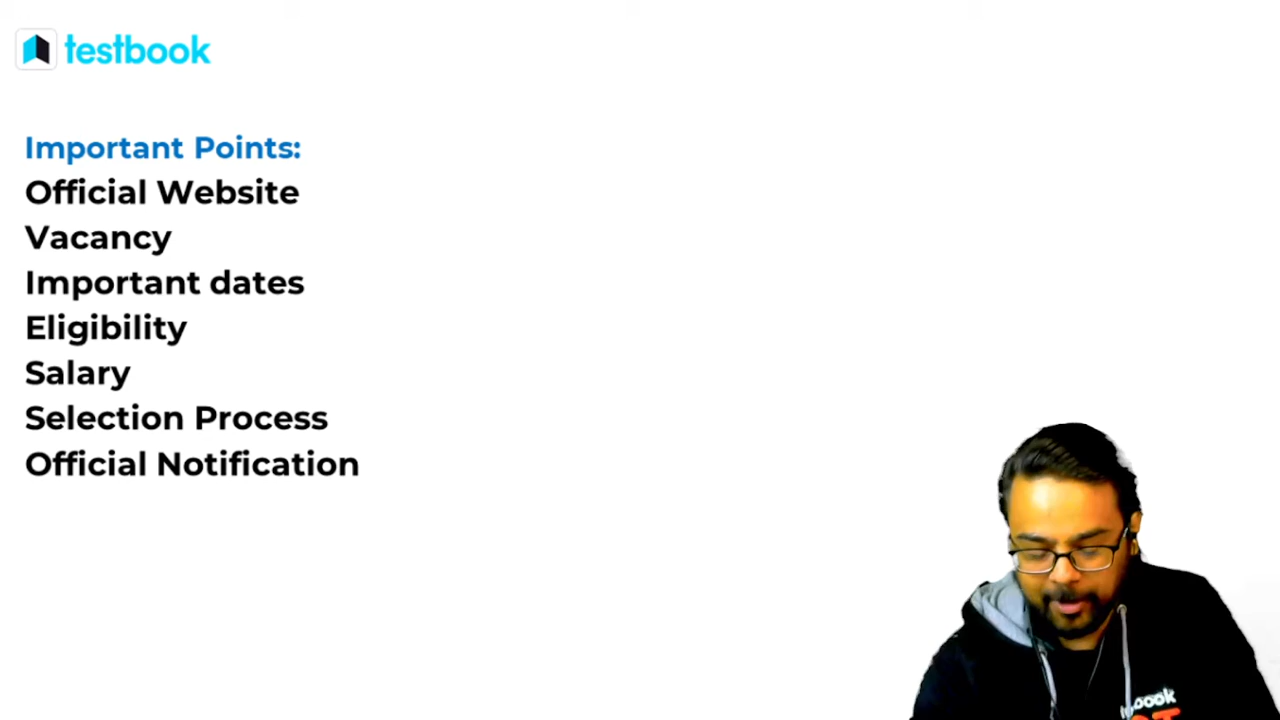 testbook
Important Points:
Official Website
Vacancy
Important dates
Eligibility
Salary
Selection Process
Official Notification